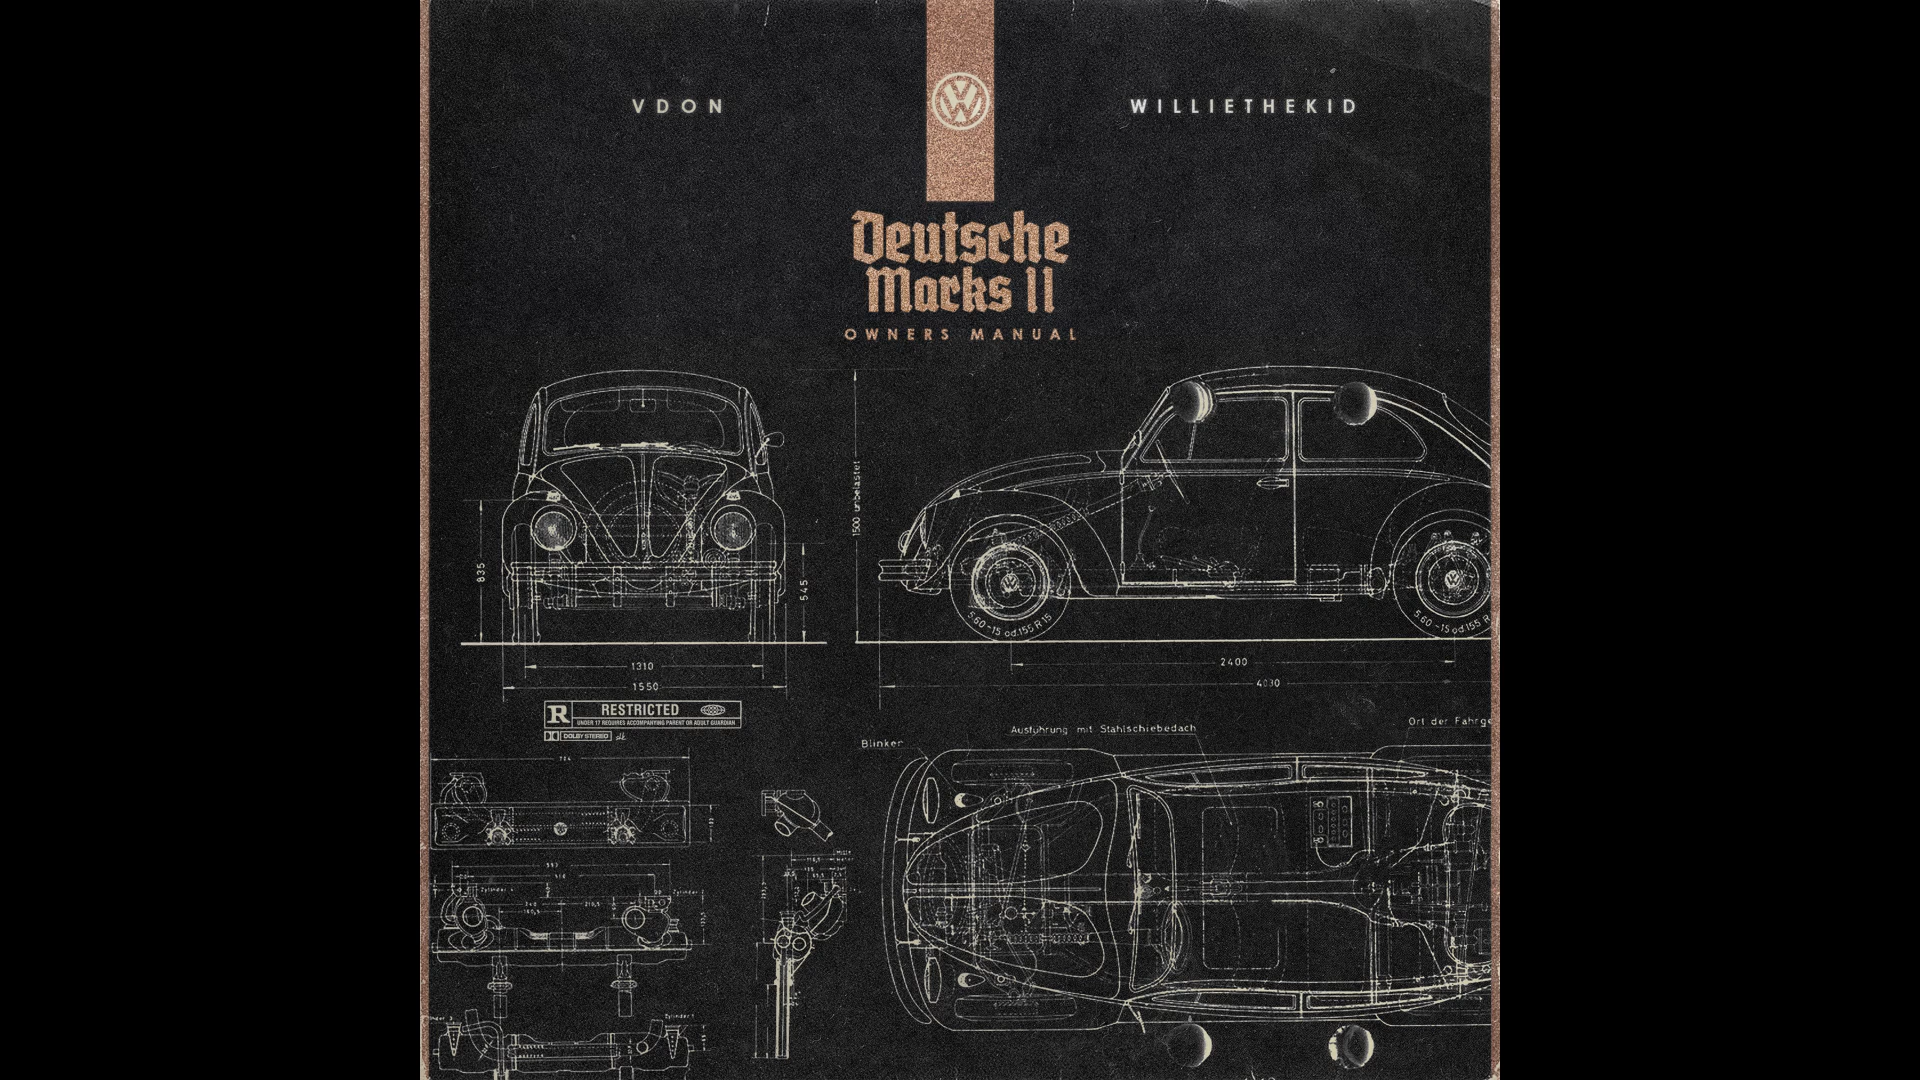 VDON
WILLIETHEKID
Deutsche
Marks II
OWNERS MANUAL
1500 unbelastet
835
545
5.60-15 od.155 R 15
5.60-15 od.155 R
1310
1550
2400
4030
R RESTRICTED
UNDER 17 REQUIRES ACCOMPANYING PARENT OR ADULT GUARDIAN
DOLBY STEREO
Ausführung mit Stahlschiebedach
Ort der Fahrge
Blinker
Zylinder 1